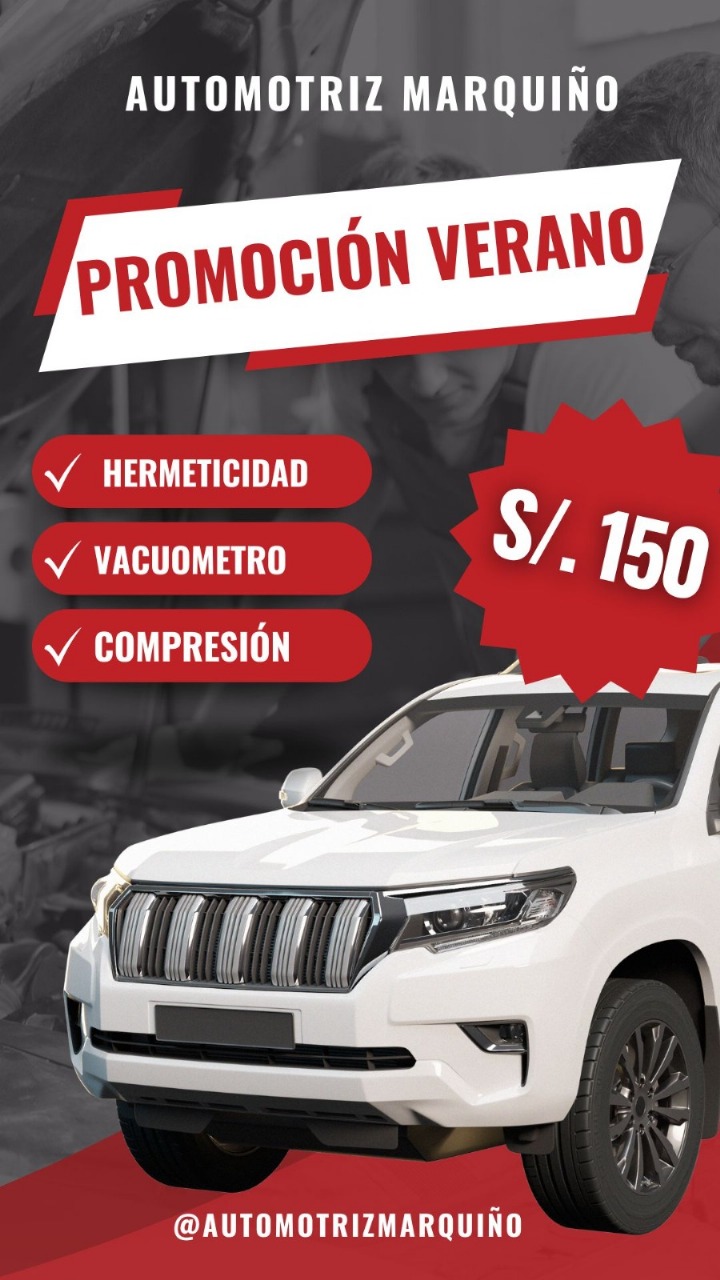 AUTOMOTRIZ MARQUIÑO
PROMOCIÓN VERANO
HERMETICIDAD
VACUOMETRO
COMPRESIÓN
S/. 150
@AUTOMOTRIZMARQUIÑO